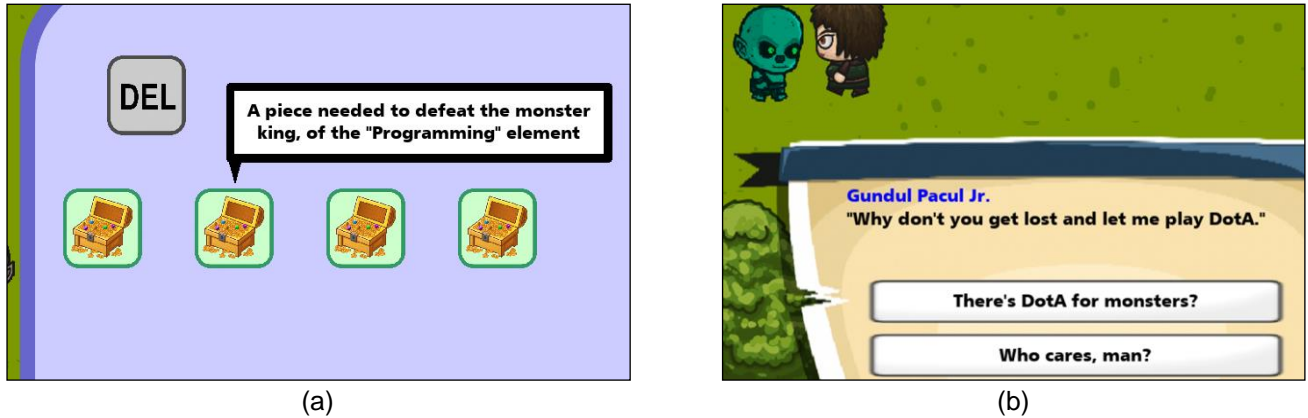 DEL
A piece needed to defeat the monster
king, of the "Programming" element
(a)
Gundul Pacul Jr.
"Why don't you get lost and let me play DotA."
There's DotA for monsters?
Who cares, man?
(b)